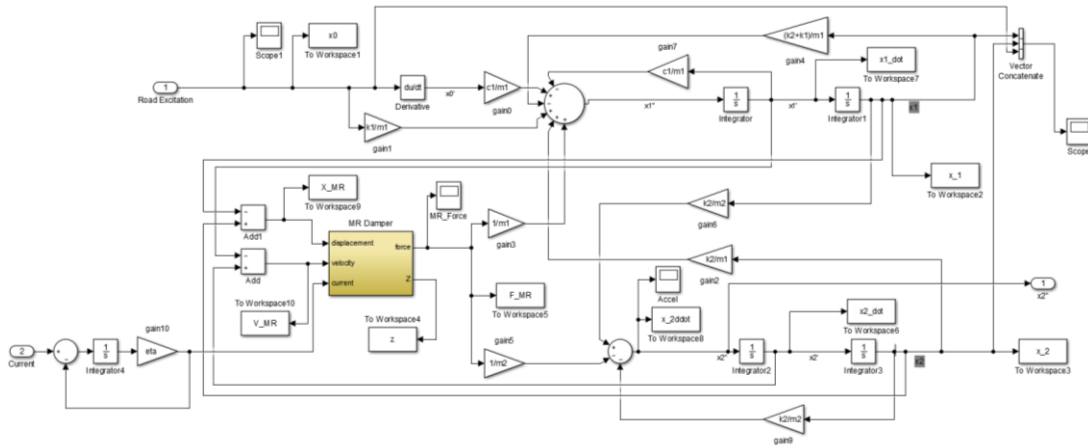 x0
To Workspace1
Scope1
1
Road Excitation
du/dt
Derivative
x0'
c1/m1
gain0
k1/m1
gain1
(k2+k1)/m1
gain4
gain7
c1/m1
x1"
1
s
Integrator
x1'
1
s
Integrator1
x1
x1_dot
To Workspace7
Vector
Concatenate
Scope
x_1
To Workspace2
X_MR
To Workspace9
Add1
Add
MR Damper
displacement
velocity
current
force
Z
MR_Force
1/m1
gain3
F_MR
To Workspace5
k2/m2
gain6
k2/m1
gain2
Accel
x_2ddot
To Workspace8
1
x2"
x2_dot
To Workspace6
To Workspace10
V_MR
To Workspace4
z
gain5
1/m2
2
Current
1
s
Integrator4
gain10
eta
x2"
1
s
Integrator2
x2'
1
s
Integrator3
x2
x_2
To Workspace3
k2/m2
gain9